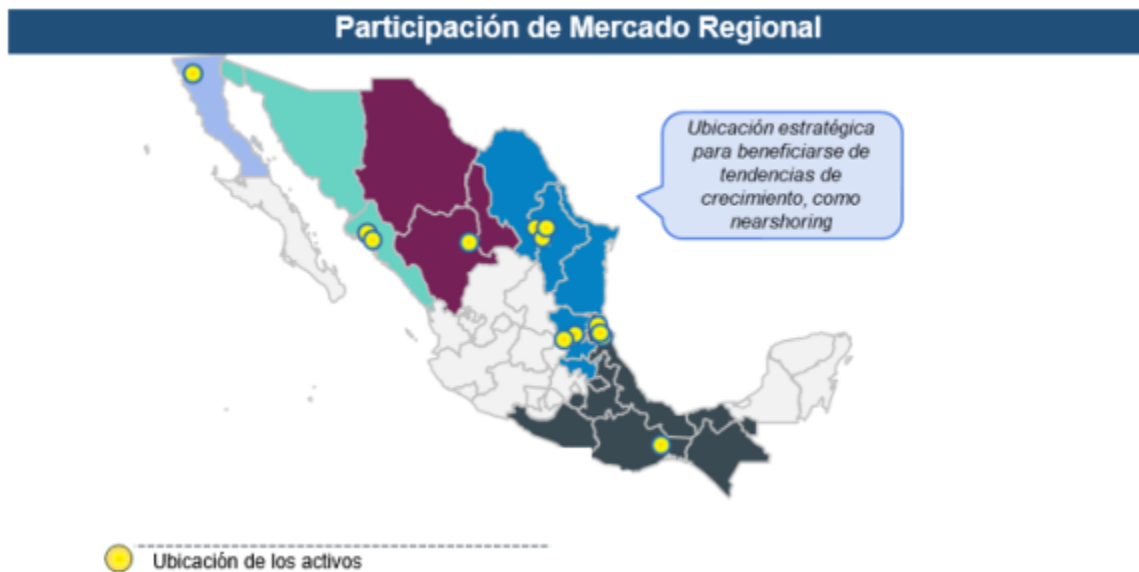 Participación de Mercado Regional
Ubicación estratégica
para beneficiarse de
tendencias de
crecimiento, como
nearshoring
Ubicación de los activos